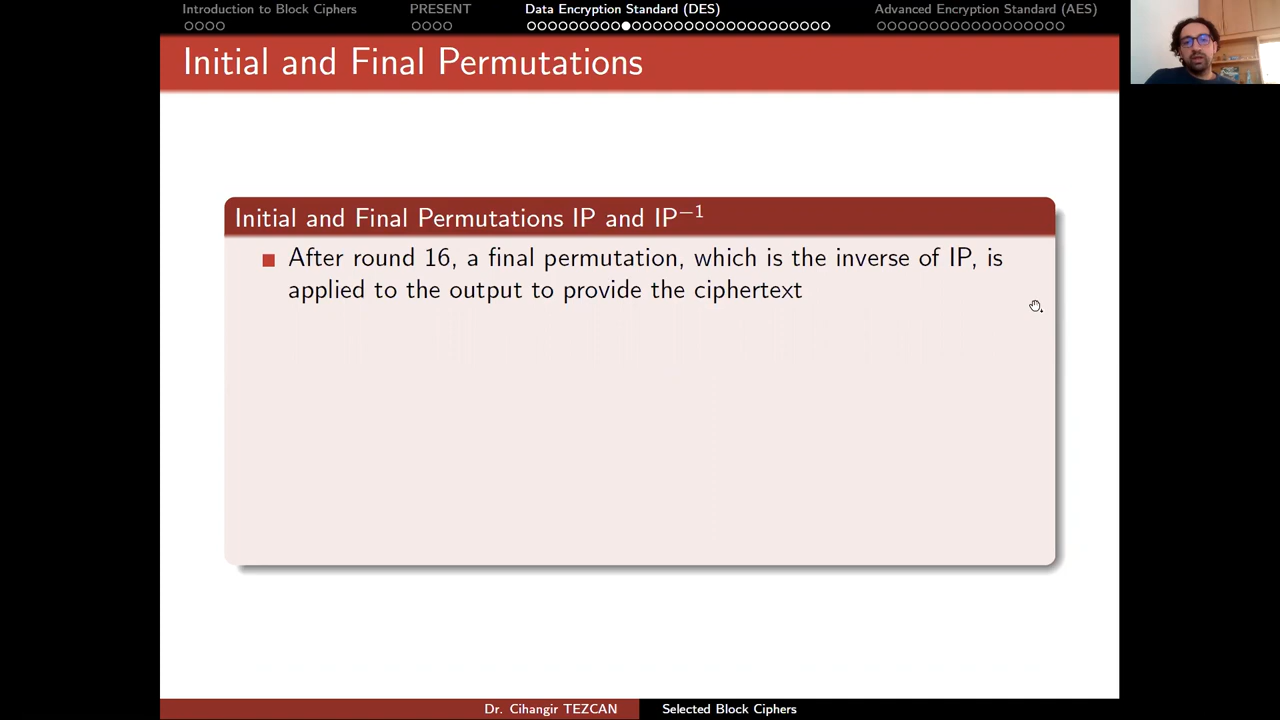 Introduction to Block Ciphers PRESENT Data Encryption Standard (DES) Advanced Encryption Standard (AES)
Initial and Final Permutations
Initial and Final Permutations IP and IP⁻¹
After round 16, a final permutation, which is the inverse of IP, is
applied to the output to provide the ciphertext
Dr. Cihangir TEZCAN Selected Block Ciphers